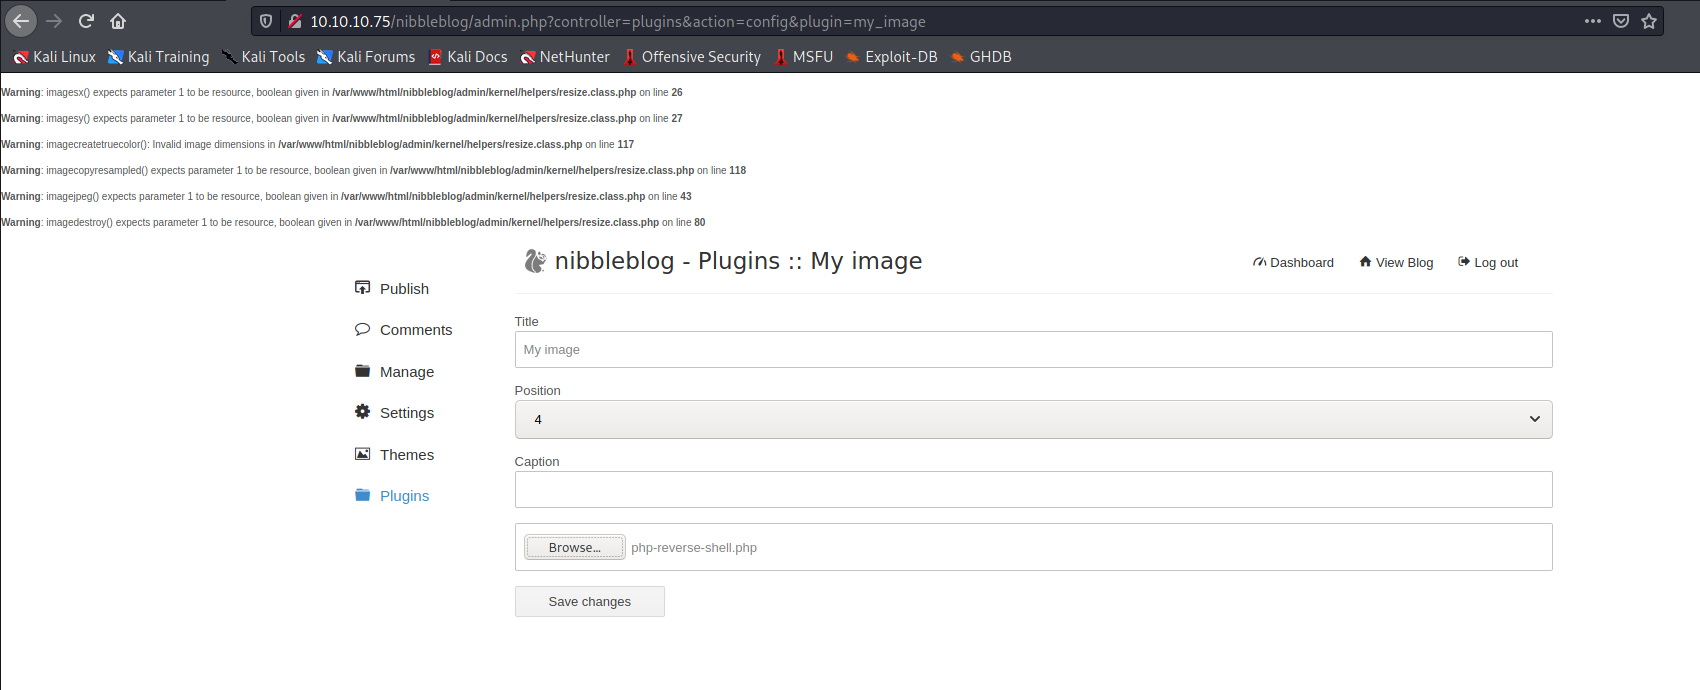 10.10.10.75/nibbleblog/admin.php?controller=plugins&action=config&plugin=my_image
Kali Linux Kali Training Kali Tools Kali Forums Kali Docs NetHunter Offensive Security MSFU Exploit-DB GHDB
Warning: imagesx() expects parameter 1 to be resource, boolean given in /var/www/html/nibbleblog/admin/kernel/helpers/resize.class.php on line 26
Warning: imagesy() expects parameter 1 to be resource, boolean given in /var/www/html/nibbleblog/admin/kernel/helpers/resize.class.php on line 27
Warning: imagecreatetruecolor(): Invalid image dimensions in /var/www/html/nibbleblog/admin/kernel/helpers/resize.class.php on line 117
Warning: imagecopyresampled() expects parameter 1 to be resource, boolean given in /var/www/html/nibbleblog/admin/kernel/helpers/resize.class.php on line 118
Warning: imagejpeg() expects parameter 1 to be resource, boolean given in /var/www/html/nibbleblog/admin/kernel/helpers/resize.class.php on line 43
Warning: imagedestroy() expects parameter 1 to be resource, boolean given in /var/www/html/nibbleblog/admin/kernel/helpers/resize.class.php on line 80
nibbleblog - Plugins :: My image
Dashboard View Blog Log out
Publish
Comments
Manage
Settings
Themes
Plugins
Title
My image
Position
4
Caption
Browse... php-reverse-shell.php
Save changes